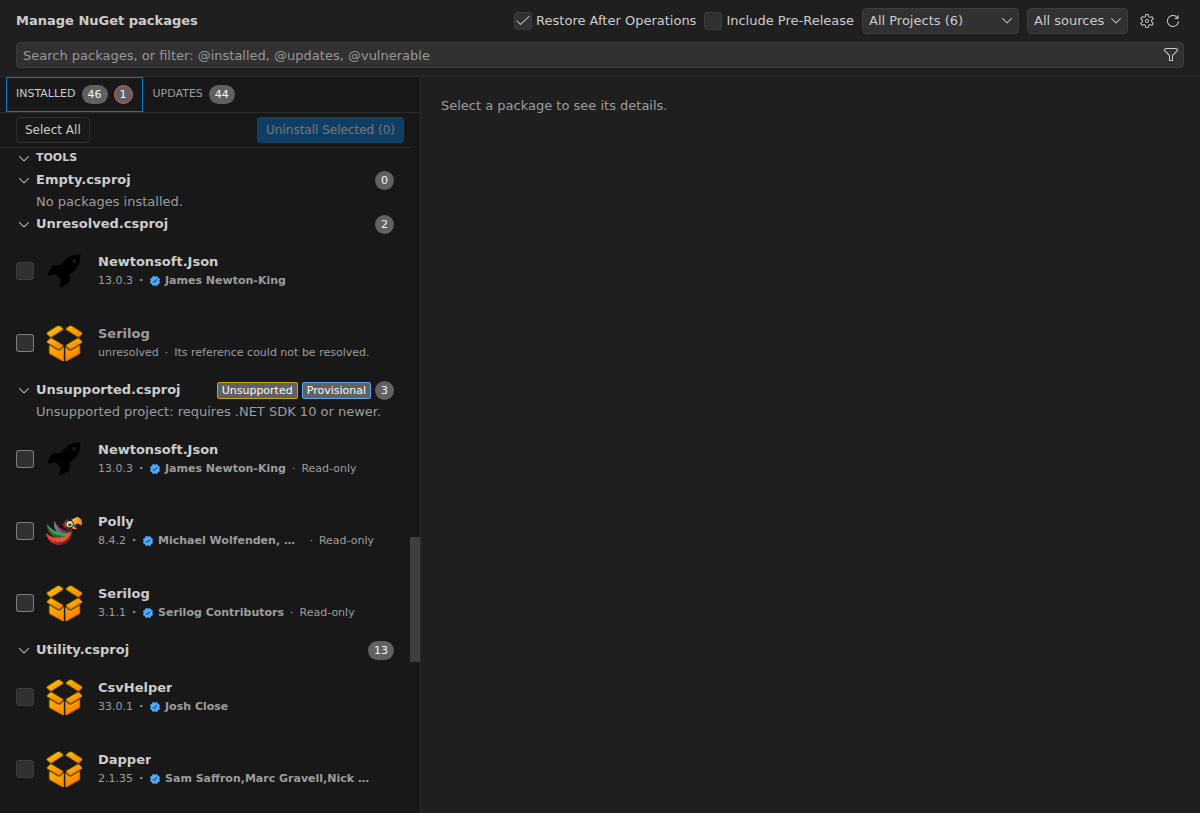 Manage NuGet packages
Restore After Operations
Include Pre-Release
All Projects (6)
All sources
Search packages, or filter: @installed, @updates, @vulnerable
INSTALLED 46 1
UPDATES 44
Select a package to see its details.
Select All
Uninstall Selected (0)
TOOLS
Empty.csproj 0
No packages installed.
Unresolved.csproj 2
Newtonsoft.Json
13.0.3 · James Newton-King
Serilog
unresolved · Its reference could not be resolved.
Unsupported.csproj Unsupported Provisional 3
Unsupported project: requires .NET SDK 10 or newer.
Newtonsoft.Json
13.0.3 · James Newton-King · Read-only
Polly
8.4.2 · Michael Wolfenden, ... · Read-only
Serilog
3.1.1 · Serilog Contributors · Read-only
Utility.csproj 13
CsvHelper
33.0.1 · Josh Close
Dapper
2.1.35 · Sam Saffron,Marc Gravell,Nick ...